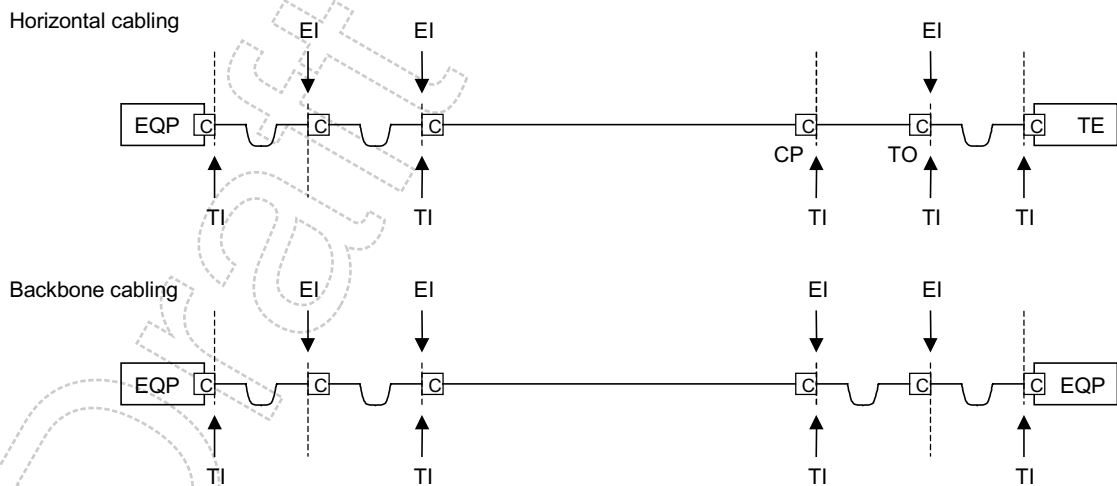 Horizontal cabling
EI EI EI
EQP C C C C C C TE
CP TO
TI TI TI TI TI
Backbone cabling
EI EI EI EI
EQP C C C C C C EQP
TI TI TI TI
Draft